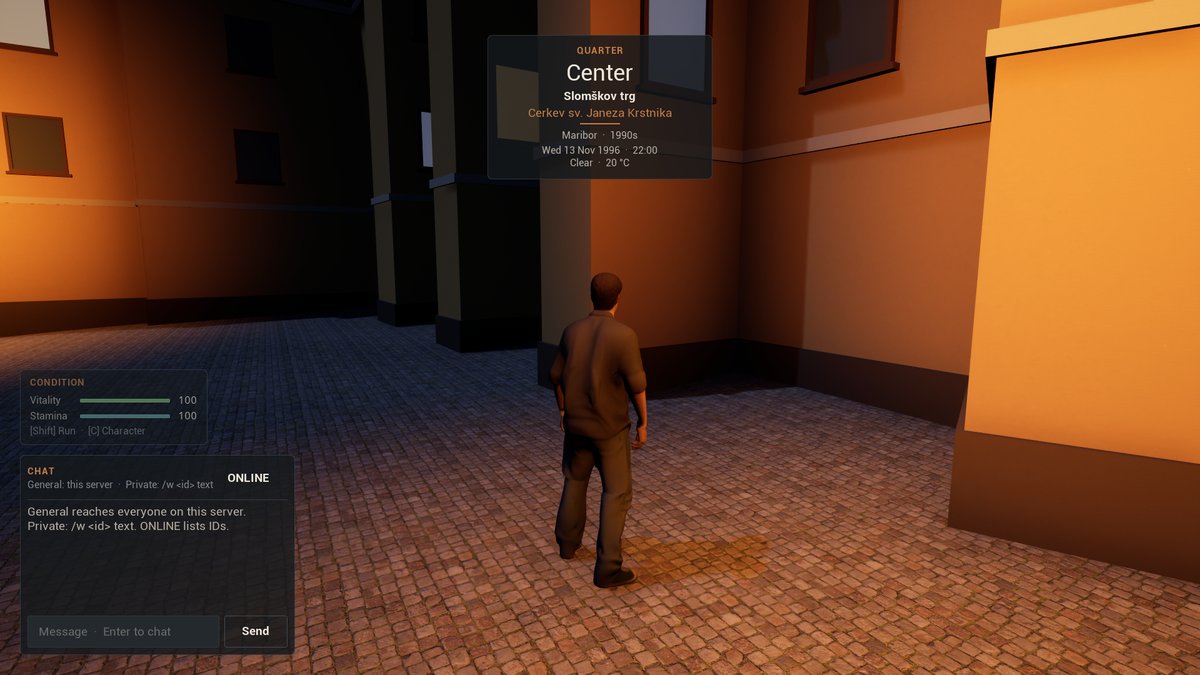 QUARTER
Center
Slomškov trg
Cerkev sv. Janeza Krstnika
Maribor · 1990s
Wed 13 Nov 1996 · 22:00
Clear · 20 °C
CONDITION
Vitality 100
Stamina 100
[Shift] Run · [C] Character
CHAT
General: this server · Private: /w <id> text
ONLINE
General reaches everyone on this server.
Private: /w <id> text. ONLINE lists IDs.
Message · Enter to chat
Send